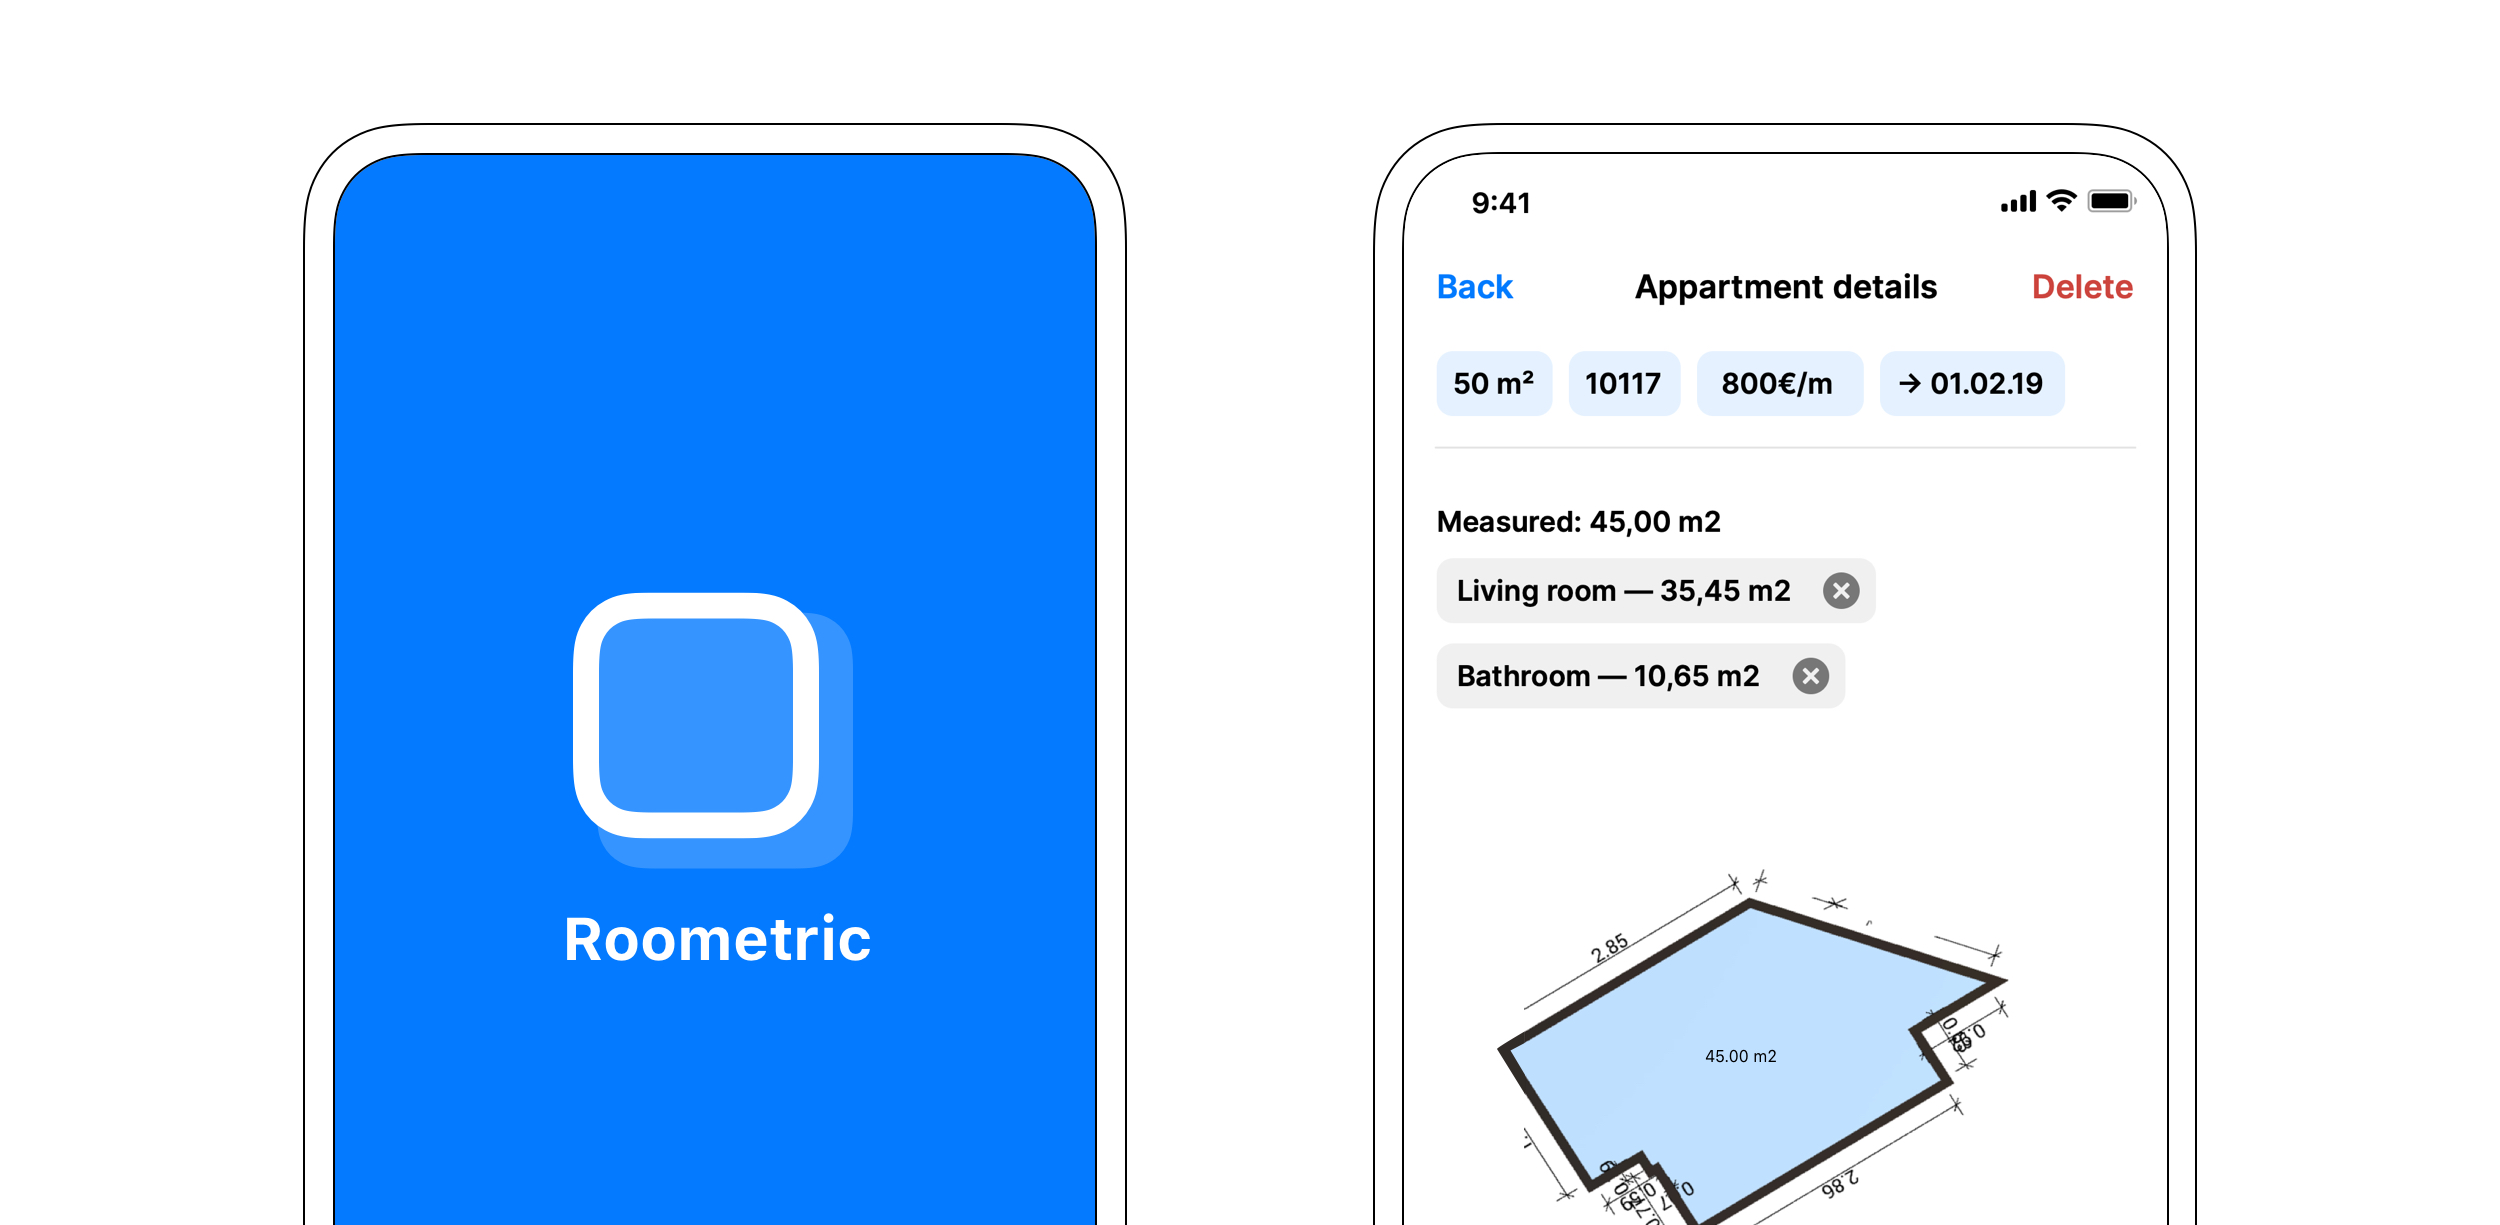 Roometric
9:41
Back Appartment details Delete
50 m² 10117 800€/m → 01.02.19
Measured: 45,00 m2
Living room — 35,45 m2
Bathroom — 10,65 m2
2.85
45.00 m2
2.86